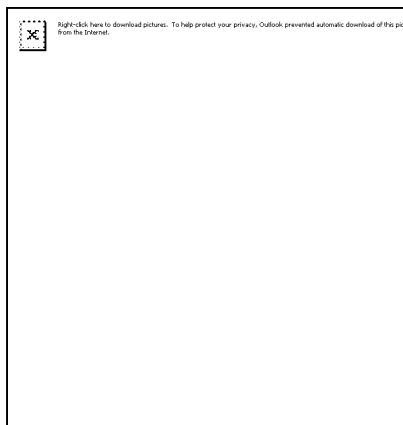 Right-click here to download pictures. To help protect your privacy, Outlook prevented automatic download of this pic
from the Internet.